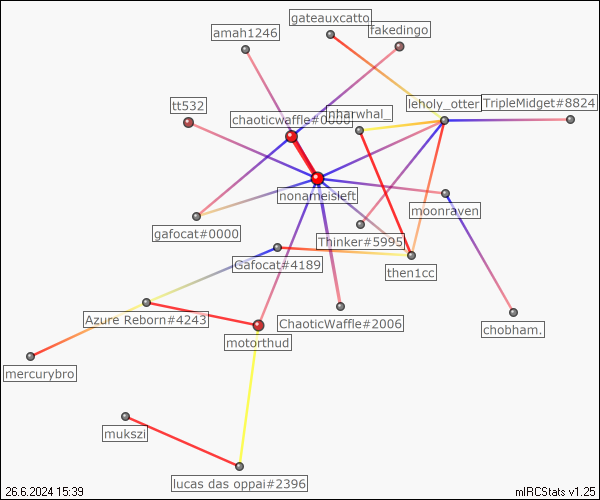 gateauxcatto
amah1246
fakedingo
tt532
chaoticwaffle#0000
nharwhal_
leholy_otter
TripleMidget#8824
nonameisleft
moonraven
gafocat#0000
Thinker#5995
Gafocat#4189
then1cc
Azure Reborn#4243
ChaoticWaffle#2006
chobham.
motorthud
mercurybro
mukszi
lucas das oppai#2396
26.6.2024 15:39
mIRCStats v1.25